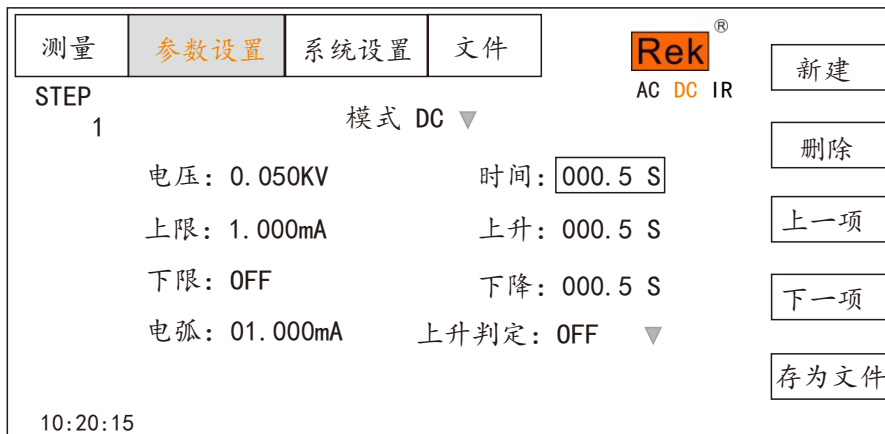 测量 参数设置 系统设置 文件 Rek®
AC DC IR
新建
STEP
1
模式 DC ▼
删除
电压：0.050KV 时间：000.5 S
上限：1.000mA 上升：000.5 S
上一项
下限：OFF 下降：000.5 S
下一项
电弧：01.000mA 上升判定：OFF ▼
存为文件
10:20:15